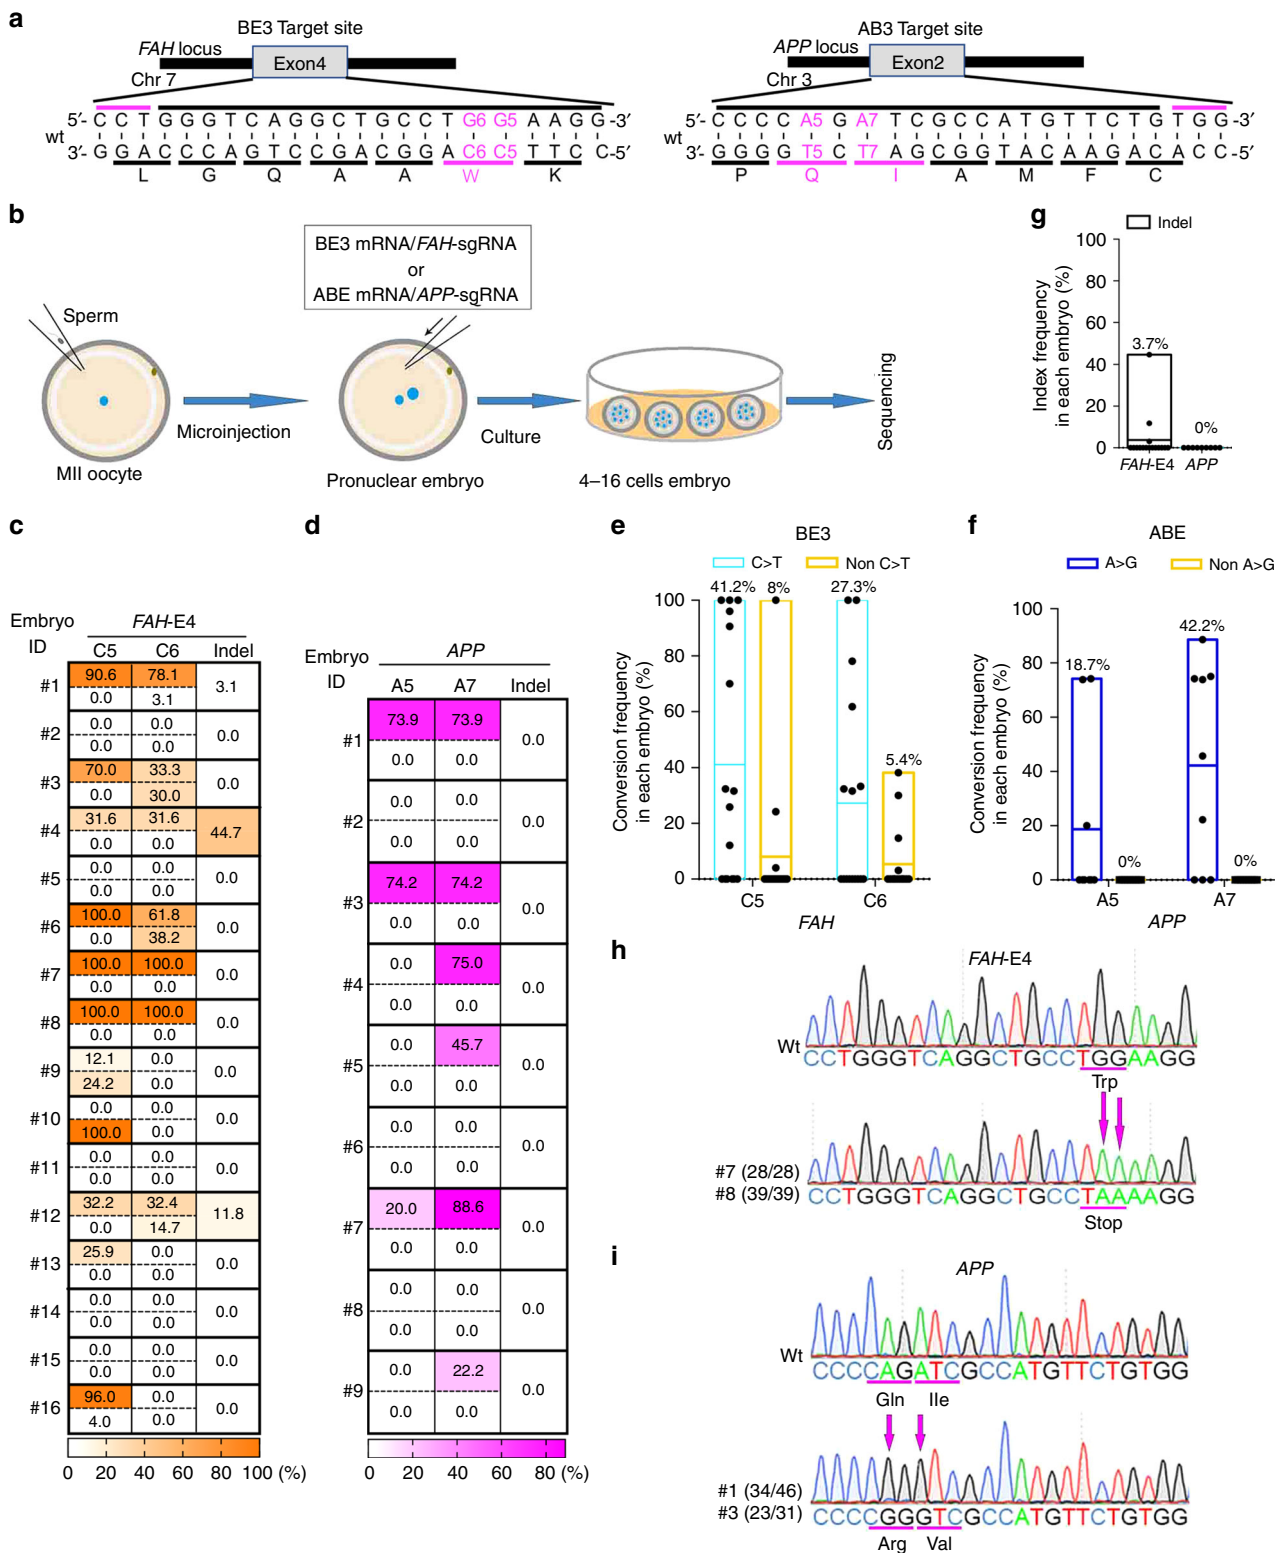 a
BE3 Target site
FAH locus
Exon4
Chr 7
5′- C C T G G G T C A G G C T G C C T G6 G5 A A G G -3′
wt
3′- G G A C C C A G T C C G A C G G A C6 C5 T T C C -5′
L G Q A A W K
AB3 Target site
APP locus
Exon2
Chr 3
5′- C C C C A5 G A7 T C G C C A T G T T C T G T G G -3′
wt
3′- G G G G T5 C T7 A G C G G T A C A A G A C A C C -5′
P Q I A M F C
b
BE3 mRNA/FAH-sgRNA
or
ABE mRNA/APP-sgRNA
Sperm
Microinjection
Culture
Sequencing
MII oocyte
Pronuclear embryo
4–16 cells embryo
g
Indel
Index frequency
in each embryo (%)
100
80
60
40
20
0
3.7%
0%
FAH-E4 APP
c
Embryo
ID
FAH-E4
C5 C6 Indel
#1 90.6 78.1 3.1
0.0 3.1
#2 0.0 0.0 0.0
0.0 0.0
#3 70.0 33.3 0.0
0.0 30.0
#4 31.6 31.6 44.7
0.0 0.0
#5 0.0 0.0 0.0
0.0 0.0
#6 100.0 61.8 0.0
0.0 38.2
#7 100.0 100.0 0.0
0.0 0.0
#8 100.0 100.0 0.0
0.0 0.0
#9 12.1 0.0 0.0
24.2 0.0
#10 0.0 0.0 0.0
100.0 0.0
#11 0.0 0.0 0.0
0.0 0.0
#12 32.2 32.4 11.8
0.0 14.7
#13 25.9 0.0 0.0
0.0 0.0
#14 0.0 0.0 0.0
0.0 0.0
#15 0.0 0.0 0.0
0.0 0.0
#16 96.0 0.0 0.0
4.0 0.0
0 20 40 60 80 100 (%)
d
Embryo
ID
APP
A5 A7 Indel
#1 73.9 73.9 0.0
0.0 0.0
#2 0.0 0.0 0.0
0.0 0.0
#3 74.2 74.2 0.0
0.0 0.0
#4 0.0 75.0 0.0
0.0 0.0
#5 0.0 45.7 0.0
0.0 0.0
#6 0.0 0.0 0.0
0.0 0.0
#7 20.0 88.6 0.0
0.0 0.0
#8 0.0 0.0 0.0
0.0 0.0
#9 0.0 22.2 0.0
0.0 0.0
0 20 40 60 80 (%)
e
BE3
C>T Non C>T
41.2% 8% 27.3%
5.4%
Conversion frequency
in each embryo (%)
100
80
60
40
20
0
C5 C6
FAH
f
ABE
A>G Non A>G
18.7% 42.2%
0% 0%
Conversion frequency
in each embryo (%)
100
80
60
40
20
0
A5 A7
APP
h
FAH-E4
Wt
CCTGGGTCAGGCTGCCTGGAAGG
Trp
#7 (28/28)
#8 (39/39)
CCTGGGTCAGGCTGCCTAAAAGG
Stop
i
APP
Wt
CCCCAGATCGCCATGTTCTGTGG
Gln Ile
#1 (34/46)
#3 (23/31)
CCCCGGGTCGCCATGTTCTGTGG
Arg Val